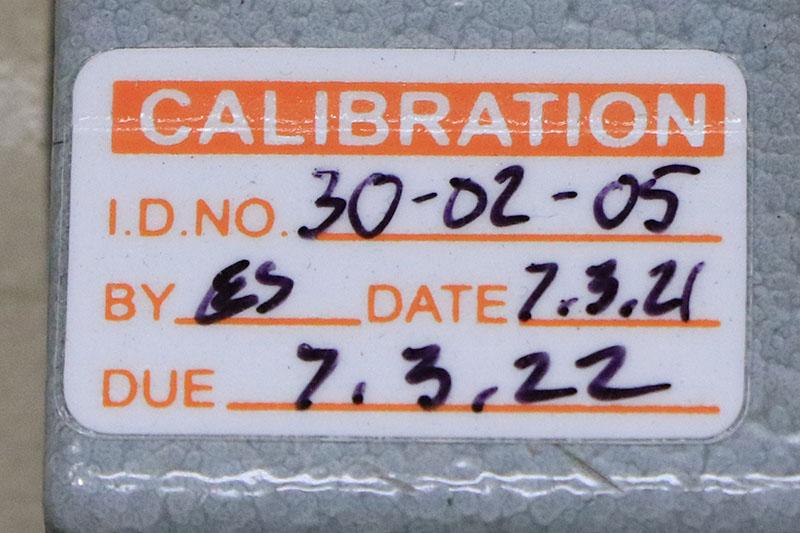 CALIBRATION
I.D.NO. 30-02-05
BY ES DATE 7.3.21
DUE 7.3.22